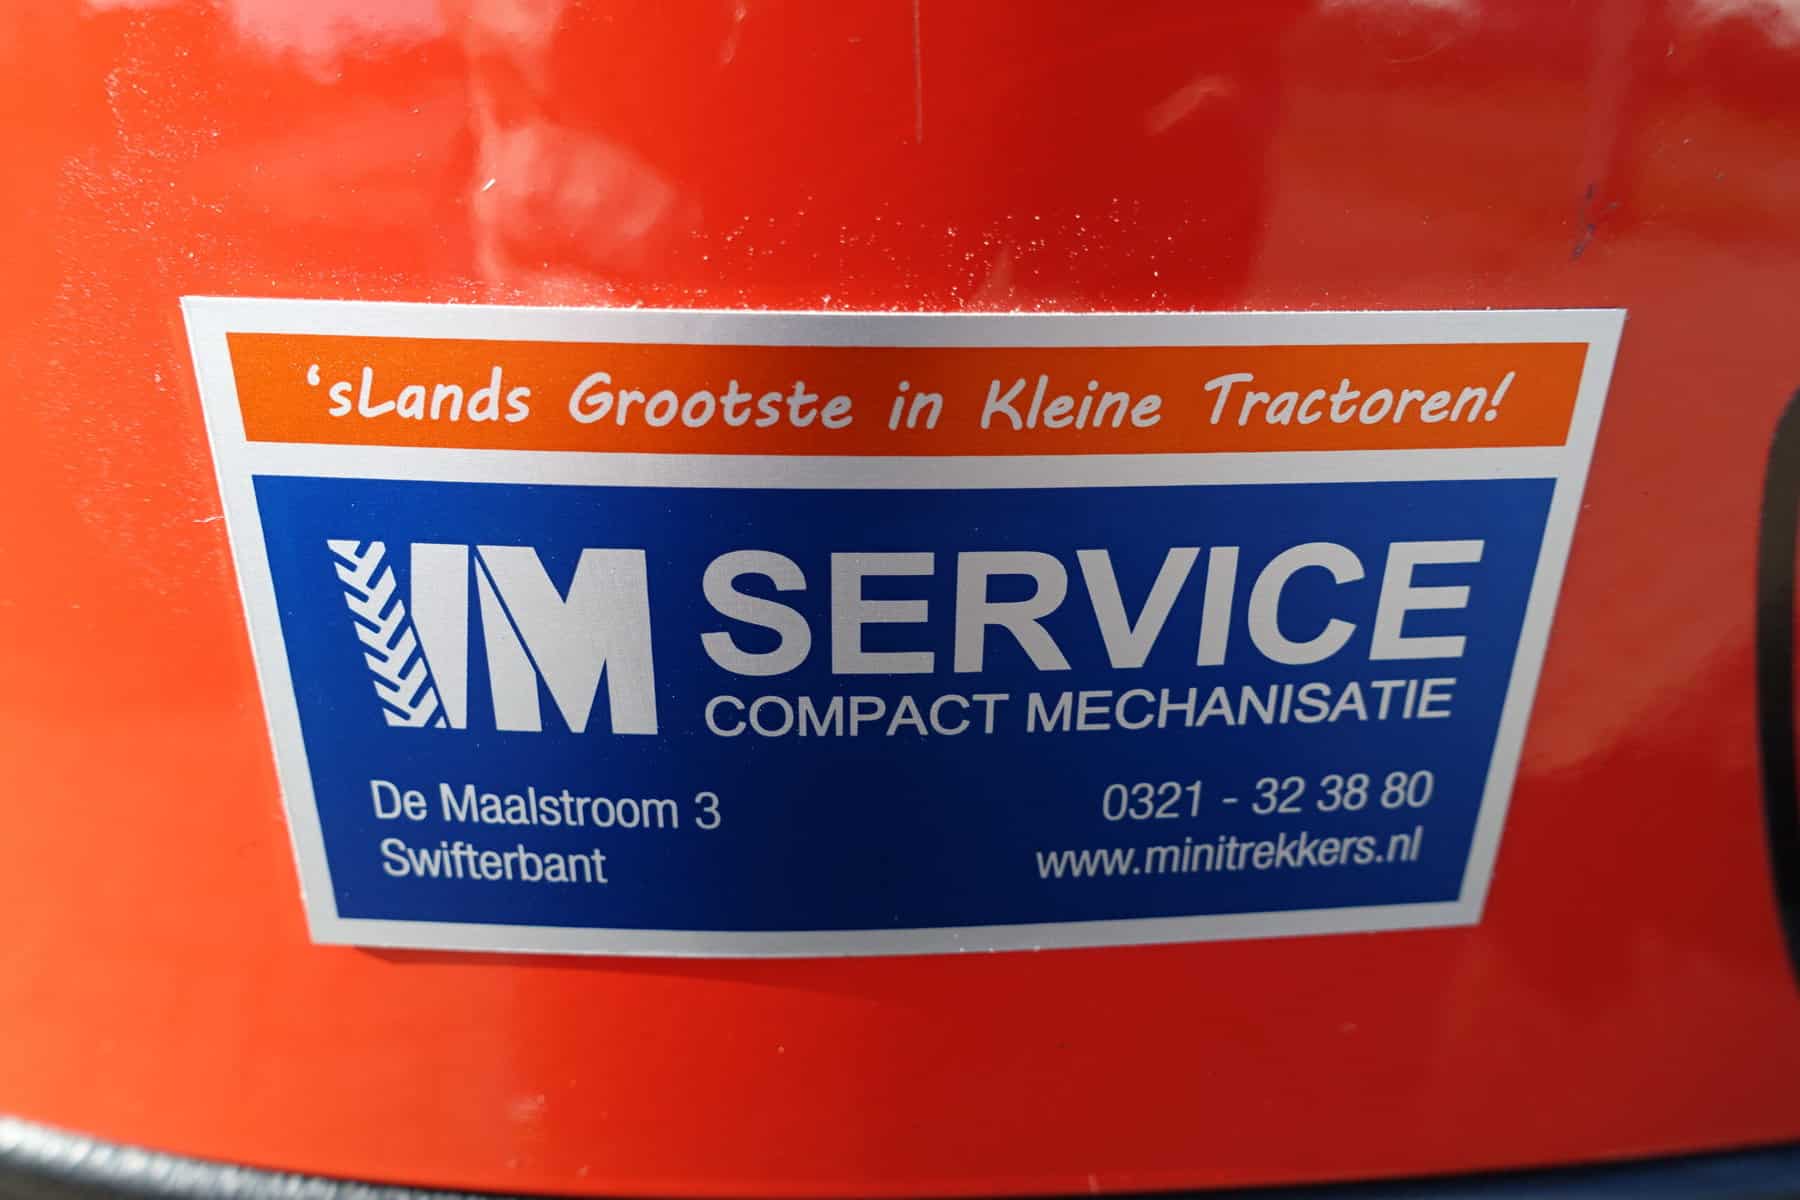 ‘sLands Grootste in Kleine Tractoren!
IM SERVICE
COMPACT MECHANISATIE
De Maalstroom 3
Swifterbant
0321 - 32 38 80
www.minitrekkers.nl